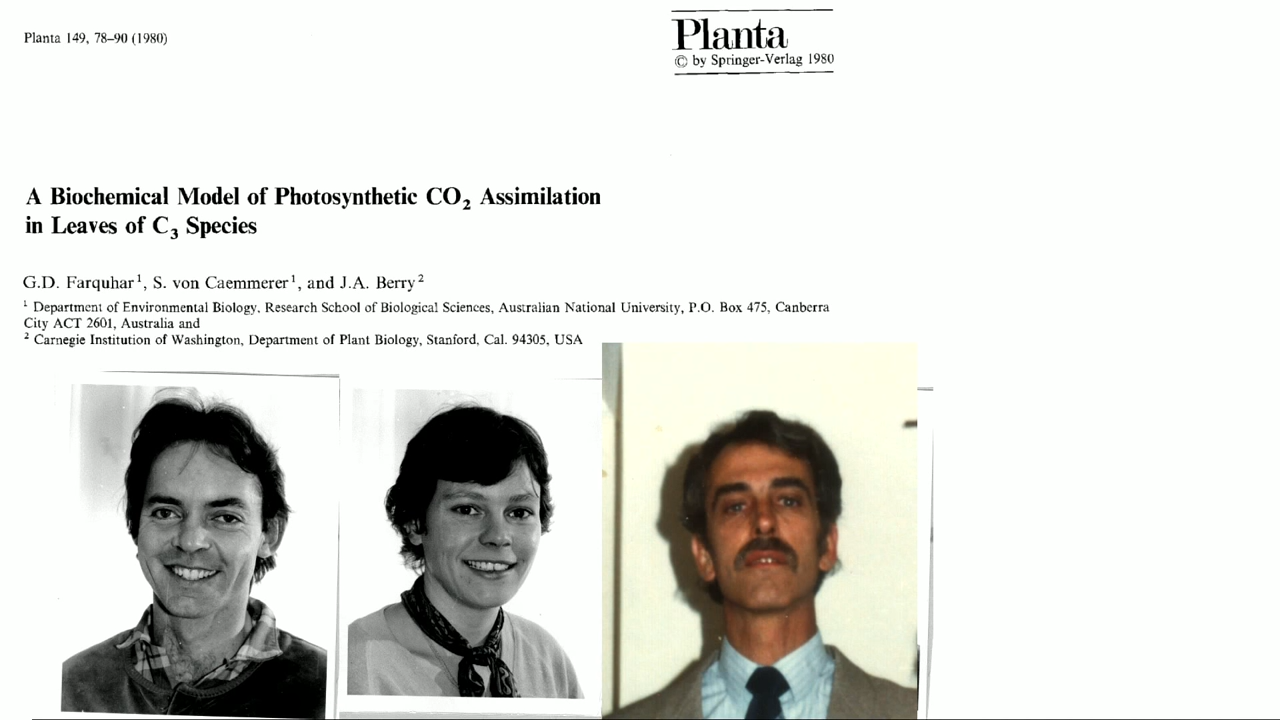 Planta 149, 78–90 (1980)
Planta
© by Springer-Verlag 1980
A Biochemical Model of Photosynthetic CO₂ Assimilation
in Leaves of C₃ Species
G.D. Farquhar¹, S. von Caemmerer¹, and J.A. Berry²
¹ Department of Environmental Biology, Research School of Biological Sciences, Australian National University, P.O. Box 475, Canberra
City ACT 2601, Australia and
² Carnegie Institution of Washington, Department of Plant Biology, Stanford, Cal. 94305, USA